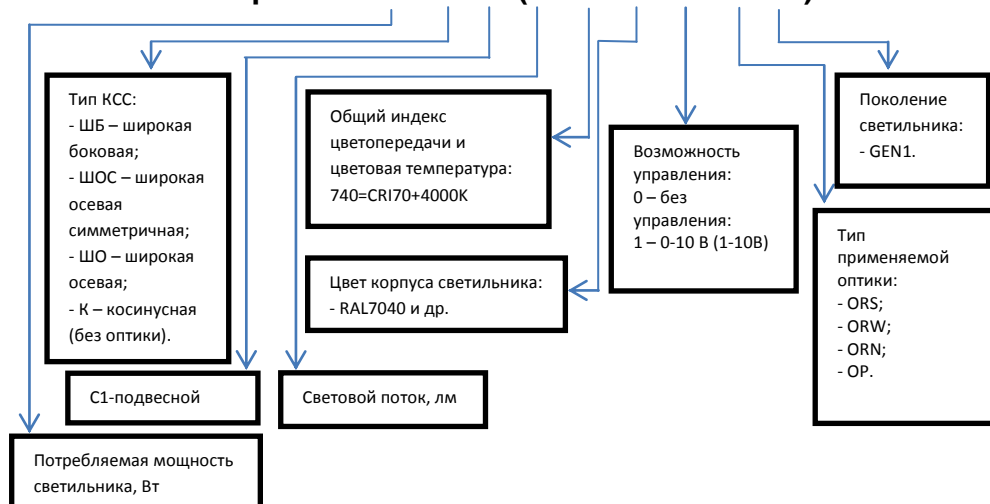 Тип КСС:
- ШБ – широкая
боковая;
- ШОС – широкая
осевая
симметричная;
- ШО – широкая
осевая;
- К – косинусная
(без оптики).
Общий индекс
цветопередачи и
цветовая температура:
740=CRI70+4000K
Возможность
управления:
0 – без
управления:
1 – 0-10 В (1-10В)
Поколение
светильника:
- GEN1.
Цвет корпуса светильника:
- RAL7040 и др.
Тип
применяемой
оптики:
- ORS;
- ORW;
- ORN;
- OP.
С1-подвесной
Световой поток, лм
Потребляемая мощность
светильника, Вт